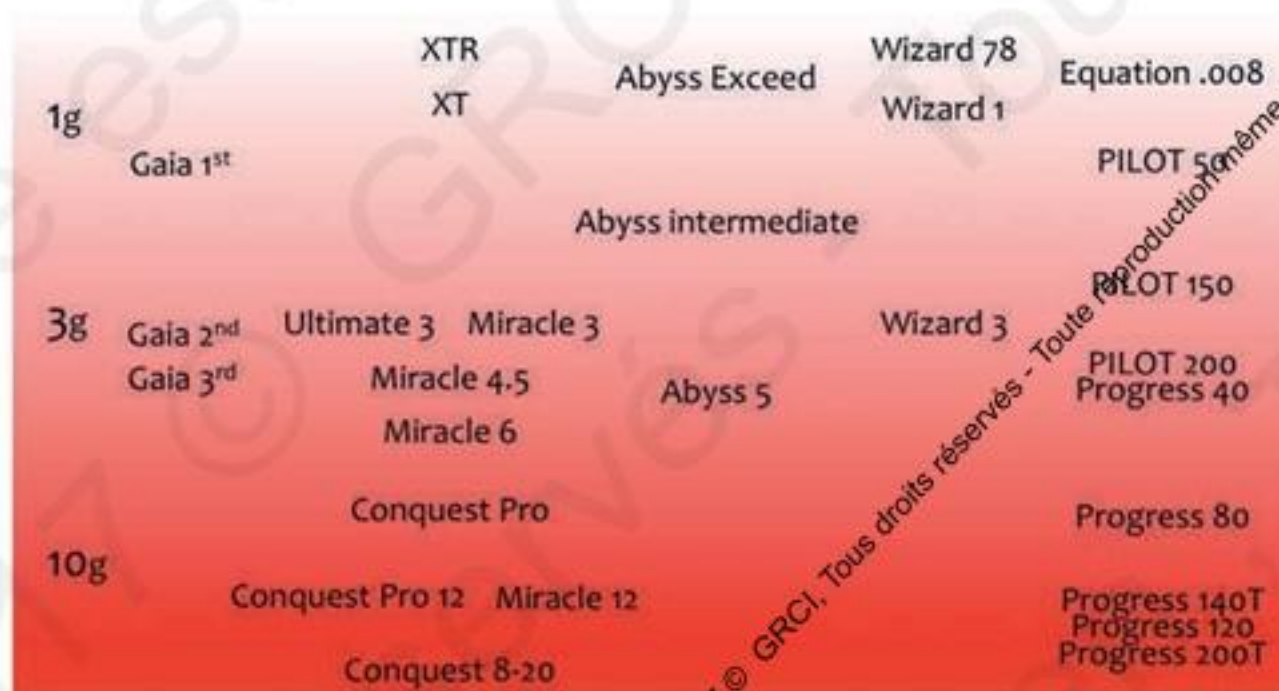 XTR
Wizard 78
Abyss Exceed
Equation .008
1g
XT
Wizard 1
Gaia 1st
PILOT 50
Abyss intermediate
PILOT 150
3g
Gaia 2nd
Ultimate 3
Miracle 3
Wizard 3
Gaia 3rd
Miracle 4.5
Abyss 5
PILOT 200
Progress 40
Miracle 6
Conquest Pro
Progress 80
10g
Conquest Pro 12
Miracle 12
Progress 140T
Progress 120
Progress 200T
Conquest 8-20
© GRCI, Tous droits réservés - Toute reproduction même